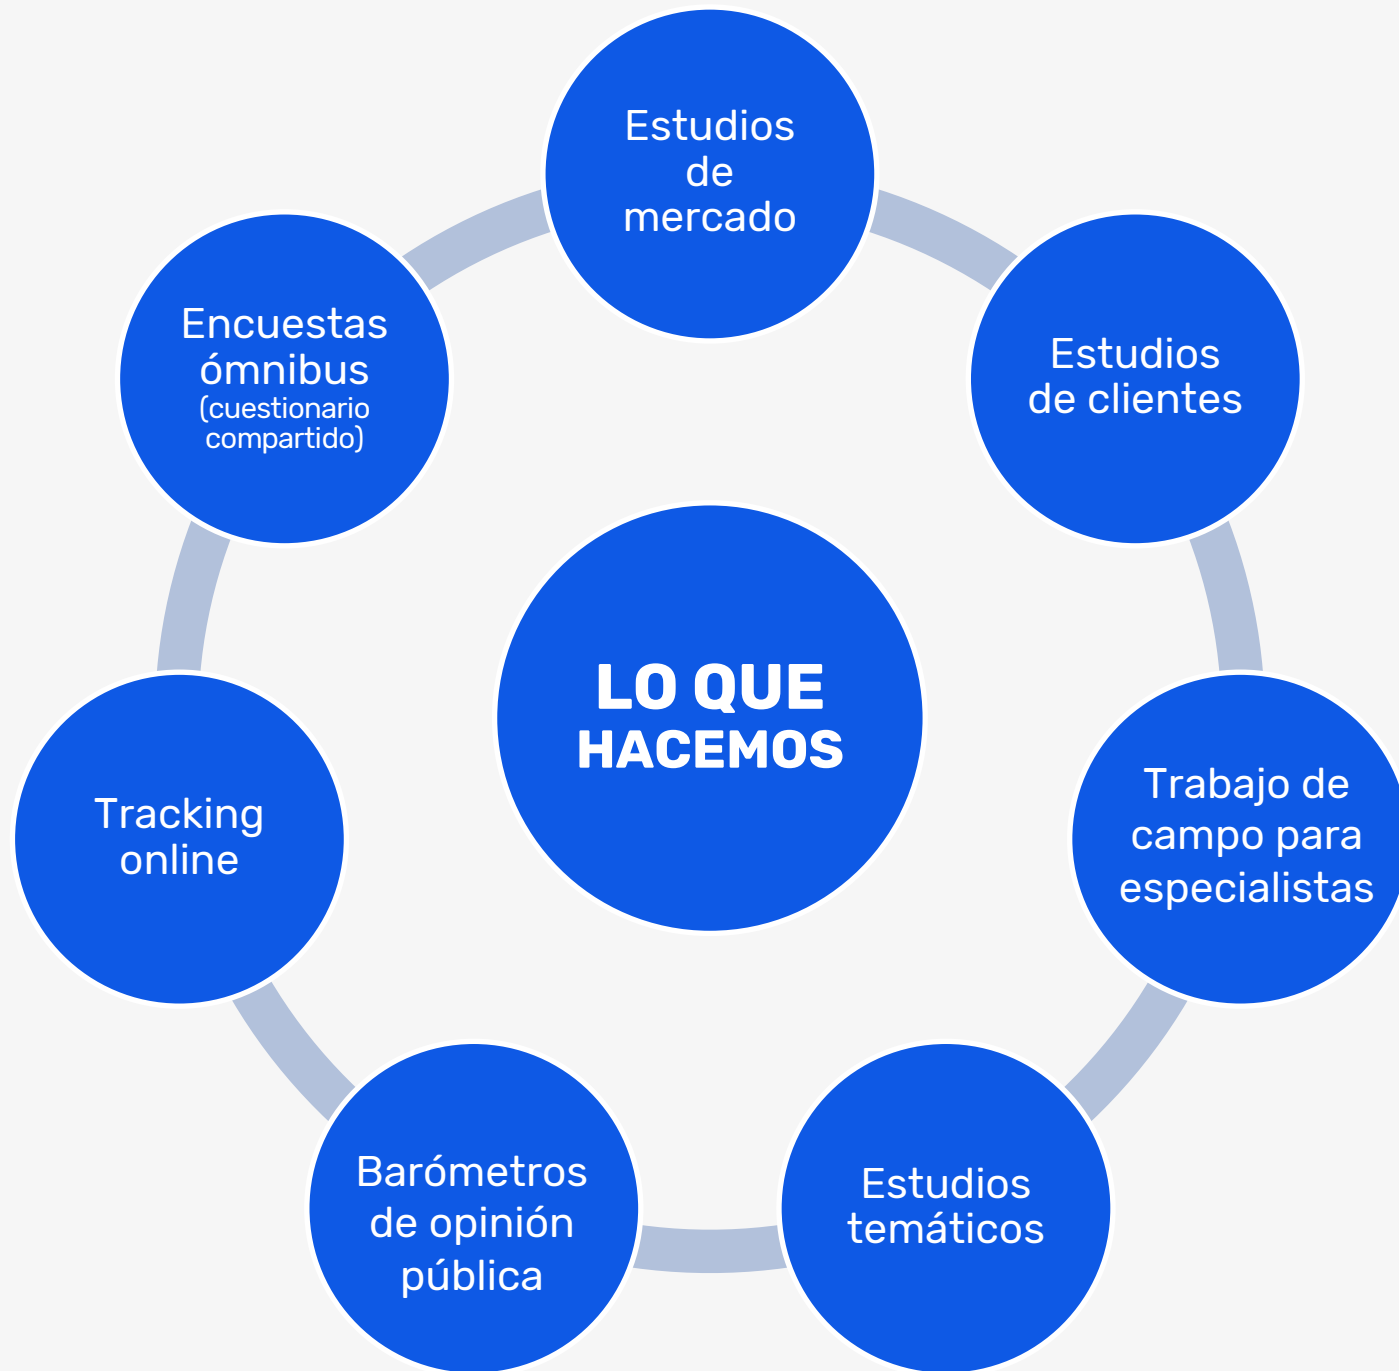 Estudios
de
mercado
Estudios
de clientes
Trabajo de
campo para
especialistas
Estudios
temáticos
Barómetros
de opinión
pública
Tracking
online
Encuestas
ómnibus
(cuestionario
compartido)
LO QUE
HACEMOS